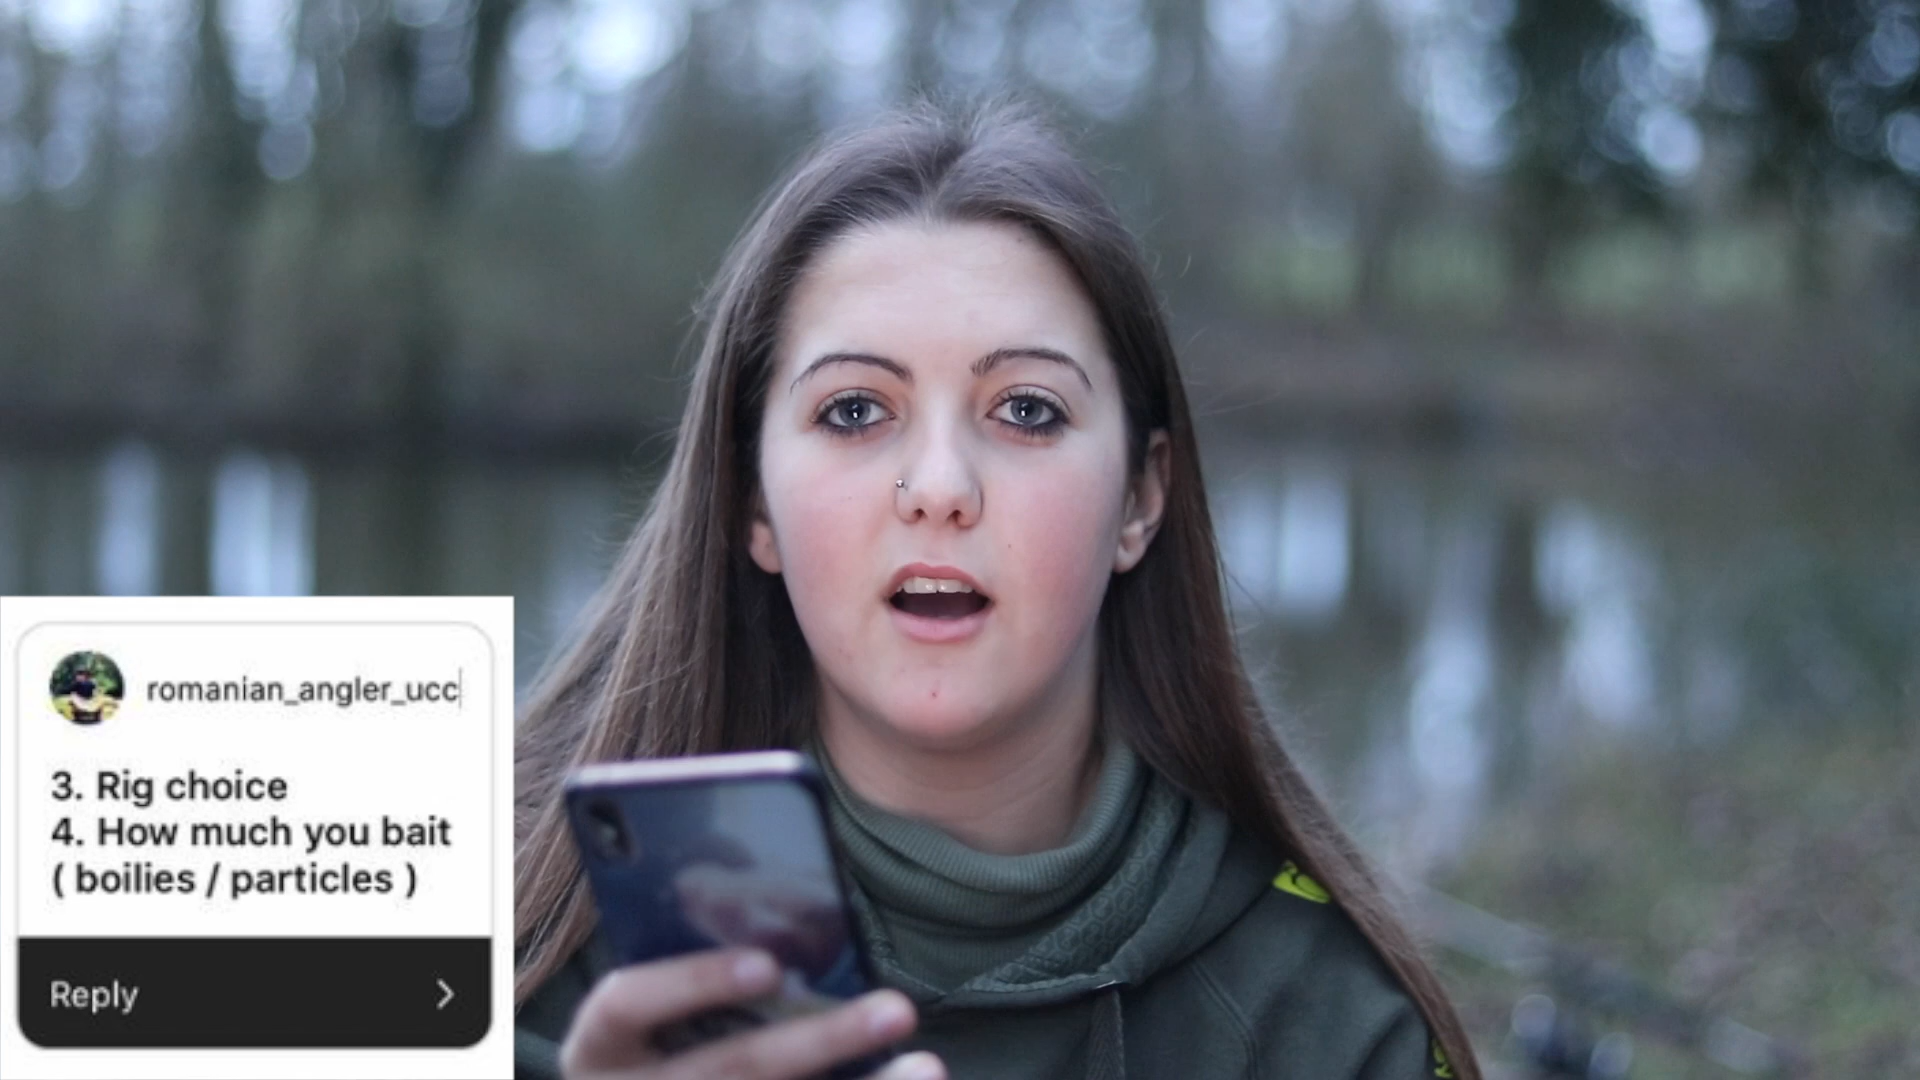 romanian_angler_ucc
3. Rig choice
4. How much you bait
( boilies / particles )
Reply